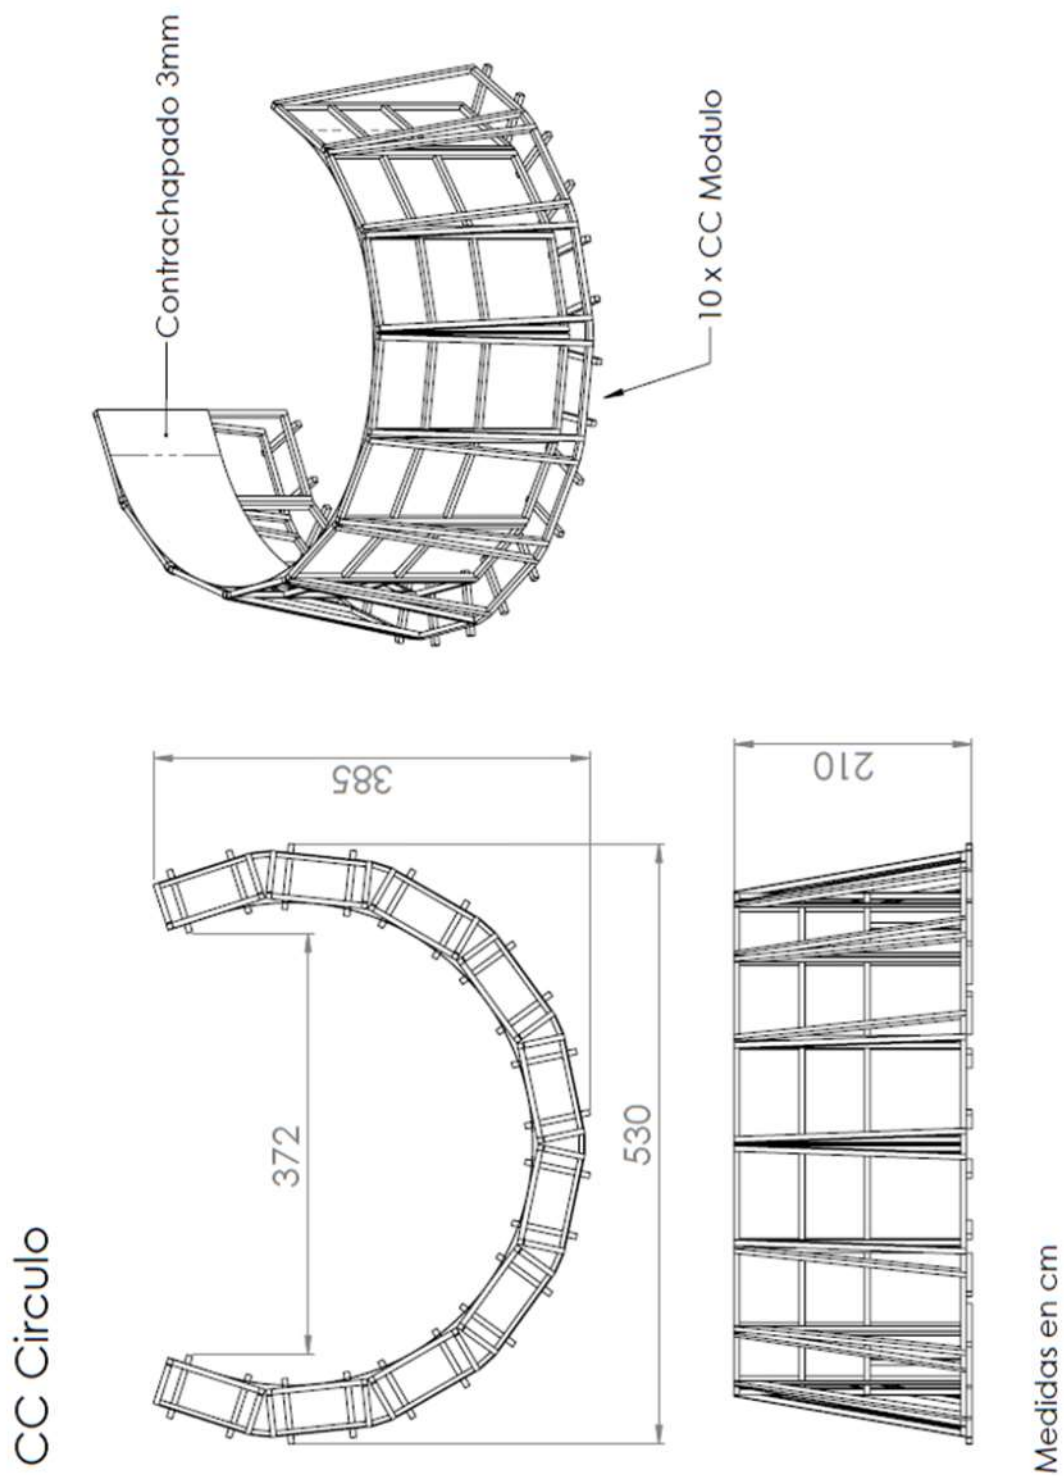 CC Circulo
372
385
530
210
Contrachapado 3mm
10 x CC Modulo
Medidas en cm